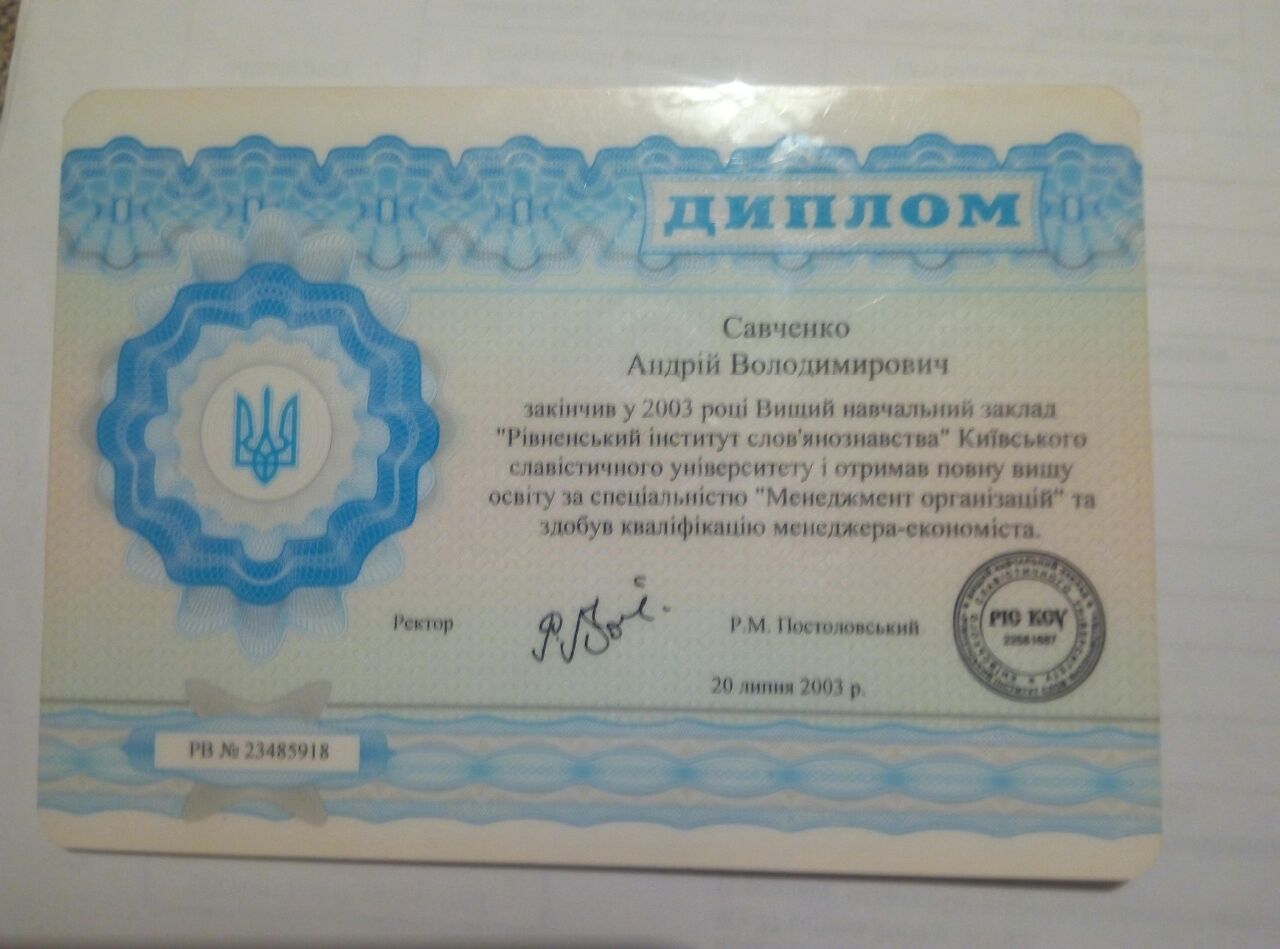 ДИПЛОМ
Савченко
Андрій Володимирович
закінчив у 2003 році Вищий навчальний заклад
"Рівненський інститут слов'янознавства" Київського
славістичного університету і отримав повну вищу
освіту за спеціальністю "Менеджмент організацій" та
здобув кваліфікацію менеджера-економіста.
Ректор
Р.М. Постоловський
РІС КСУ
20 липня 2003 р.
РВ № 23485918